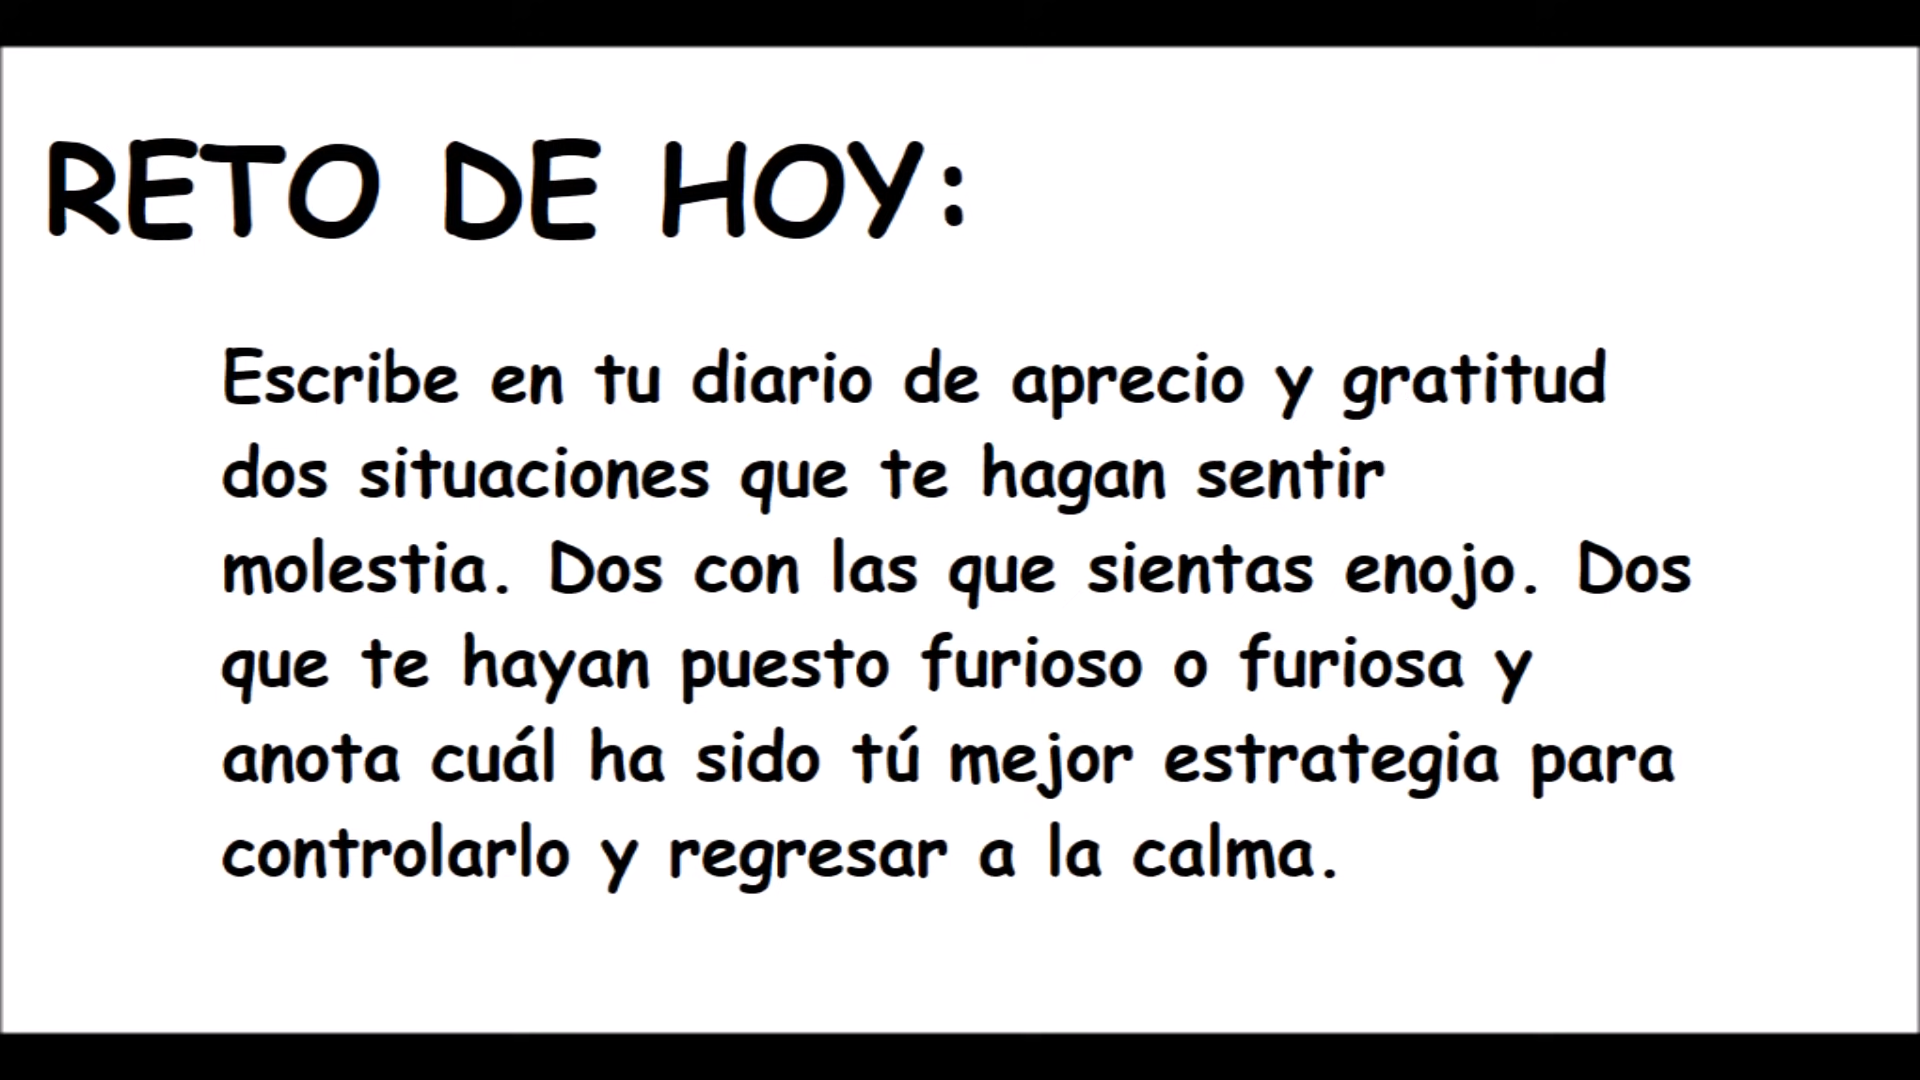 RETO DE HOY:
Escribe en tu diario de aprecio y gratitud
dos situaciones que te hagan sentir
molestia. Dos con las que sientas enojo. Dos
que te hayan puesto furioso o furiosa y
anota cuál ha sido tú mejor estrategia para
controlarlo y regresar a la calma.